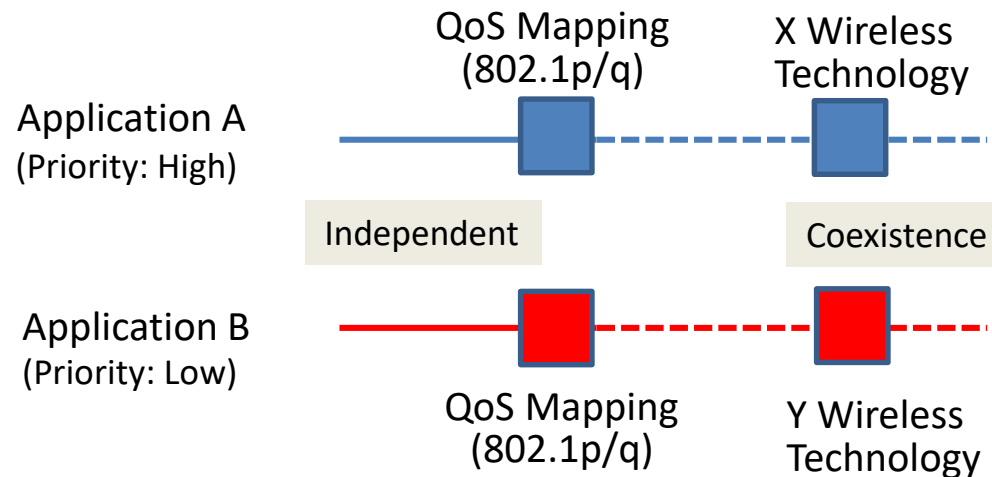 QoS Mapping
(802.1p/q)
X Wireless
Technology
Application A
(Priority: High)
Independent
Coexistence
Application B
(Priority: Low)
QoS Mapping
(802.1p/q)
Y Wireless
Technology